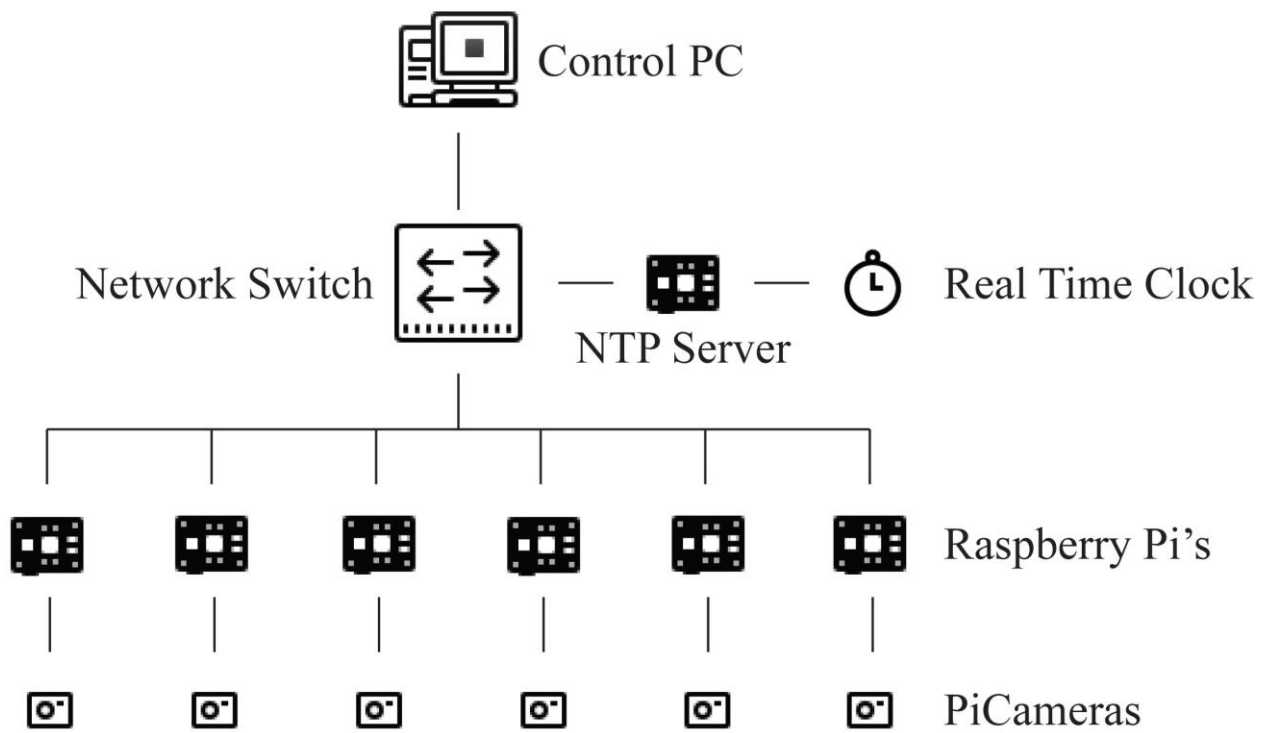 Control PC
Network Switch
Real Time Clock
NTP Server
Raspberry Pi’s
PiCameras